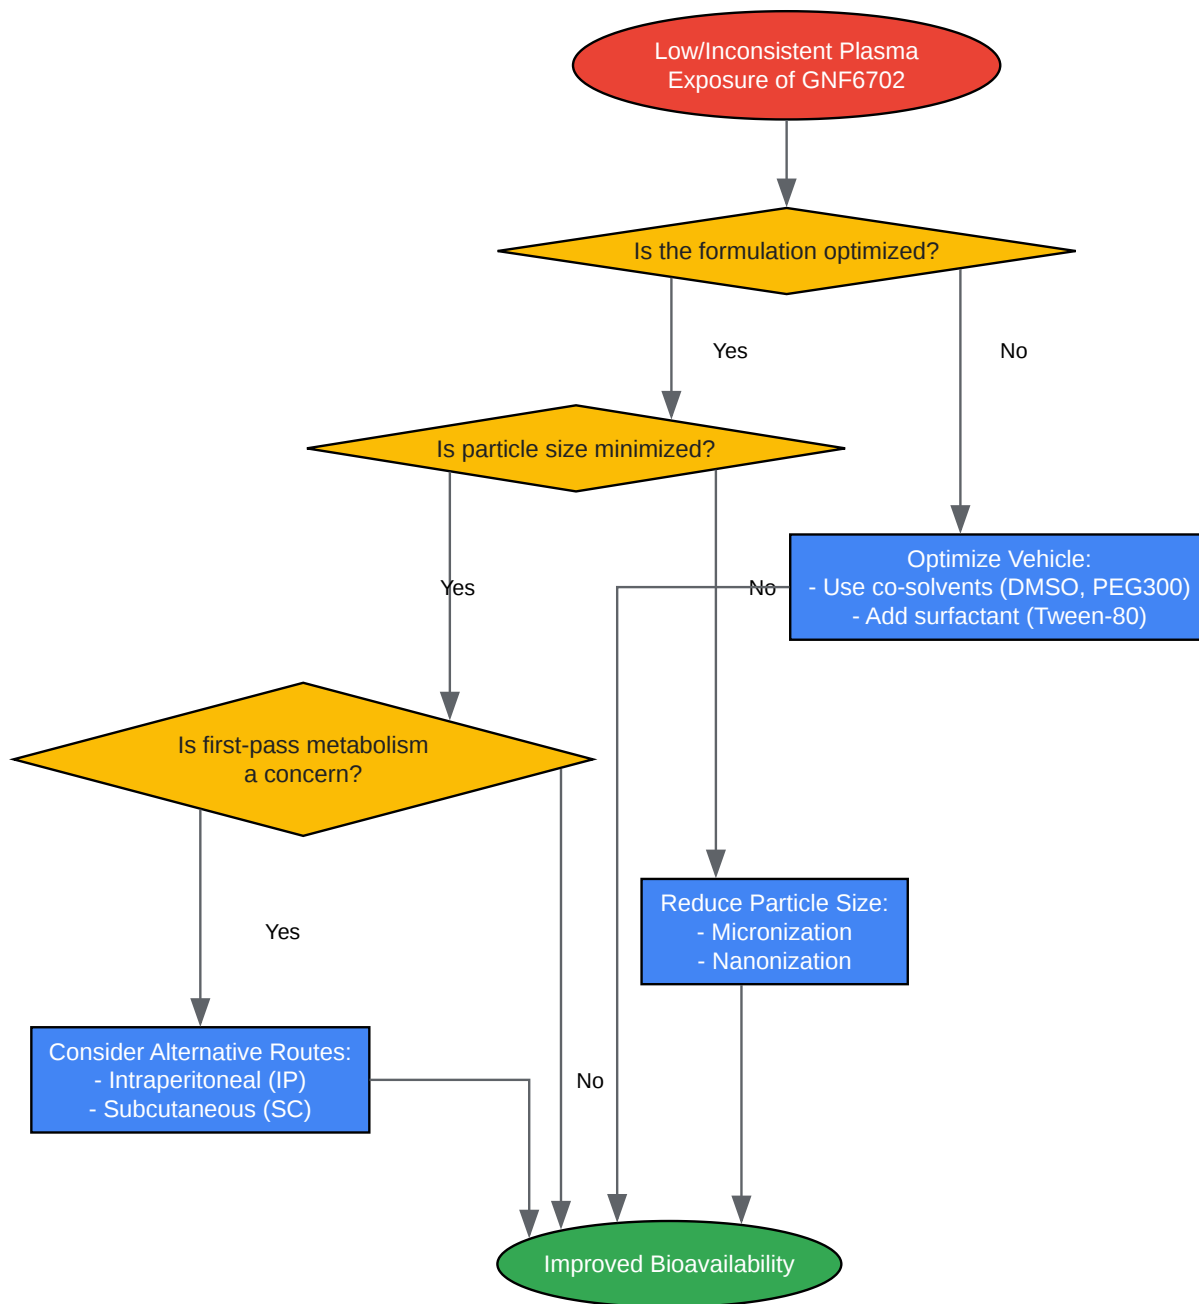 Low/Inconsistent Plasma
Exposure of GNF6702
Is the formulation optimized?
Yes
No
Is particle size minimized?
Optimize Vehicle:
- Use co-solvents (DMSO, PEG300)
- Add surfactant (Tween-80)
Yes
No
Is first-pass metabolism
a concern?
Reduce Particle Size:
- Micronization
- Nanonization
Yes
Consider Alternative Routes:
- Intraperitoneal (IP)
- Subcutaneous (SC)
No
Improved Bioavailability